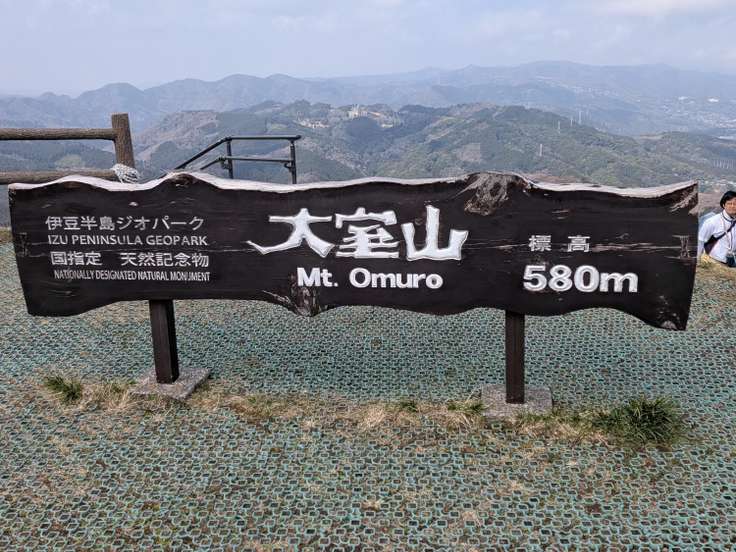 伊豆半島ジオパーク
IZU PENINSULA GEOPARK
国指定 天然記念物
NATIONALLY DESIGNATED NATURAL MONUMENT
大室山
Mt. Omuro
標高
580m